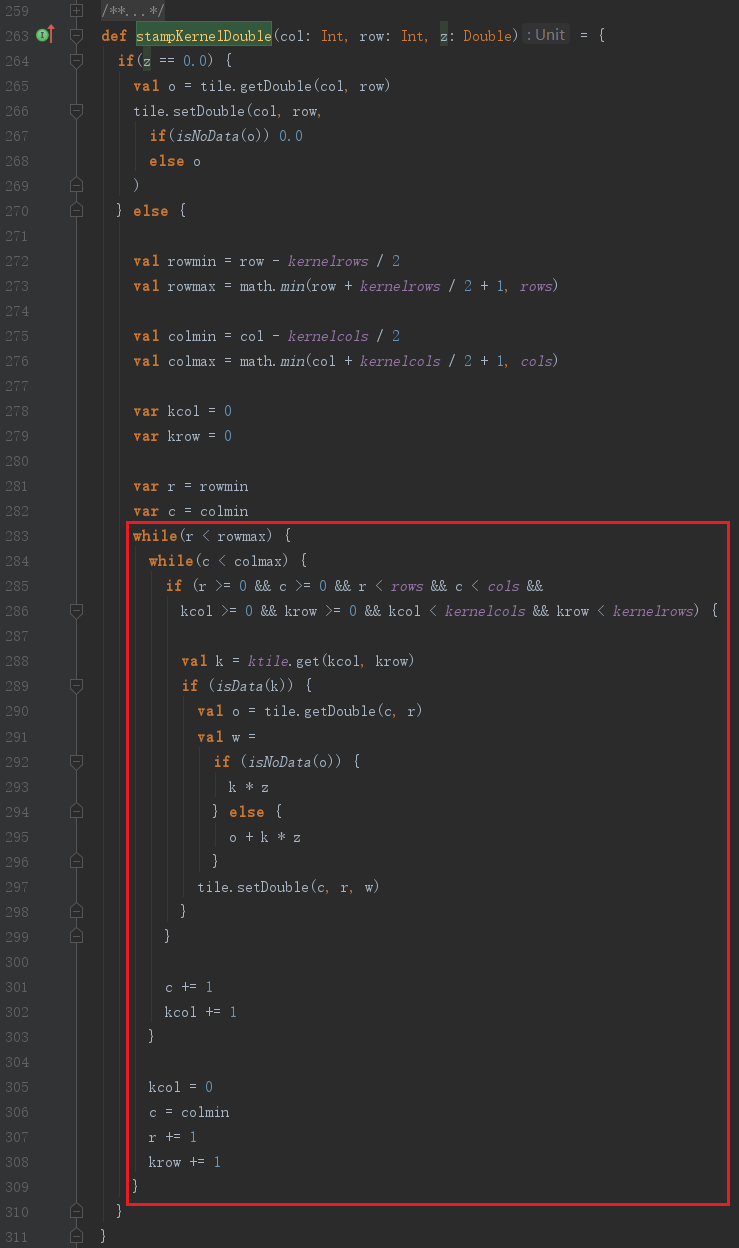 259 /**...*/
263 def stampKernelDouble(col: Int, row: Int, z: Double) : Unit = {
264 if(z == 0.0) {
265 val o = tile.getDouble(col, row)
266 tile.setDouble(col, row,
267 if(isNoData(o)) 0.0
268 else o
269 )
270 } else {
271
272 val rowmin = row - kernelrows / 2
273 val rowmax = math.min(row + kernelrows / 2 + 1, rows)
274
275 val colmin = col - kernelcols / 2
276 val colmax = math.min(col + kernelcols / 2 + 1, cols)
277
278 var kcol = 0
279 var krow = 0
280
281 var r = rowmin
282 var c = colmin
283 while(r < rowmax) {
284 while(c < colmax) {
285 if (r >= 0 && c >= 0 && r < rows && c < cols &&
286 kcol >= 0 && krow >= 0 && kcol < kernelcols && krow < kernelrows) {
287
288 val k = ktile.get(kcol, krow)
289 if (isData(k)) {
290 val o = tile.getDouble(c, r)
291 val w =
292 if (isNoData(o)) {
293 k * z
294 } else {
295 o + k * z
296 }
297 tile.setDouble(c, r, w)
298 }
299 }
300
301 c += 1
302 kcol += 1
303 }
304
305 kcol = 0
306 c = colmin
307 r += 1
308 krow += 1
309 }
310 }
311 }